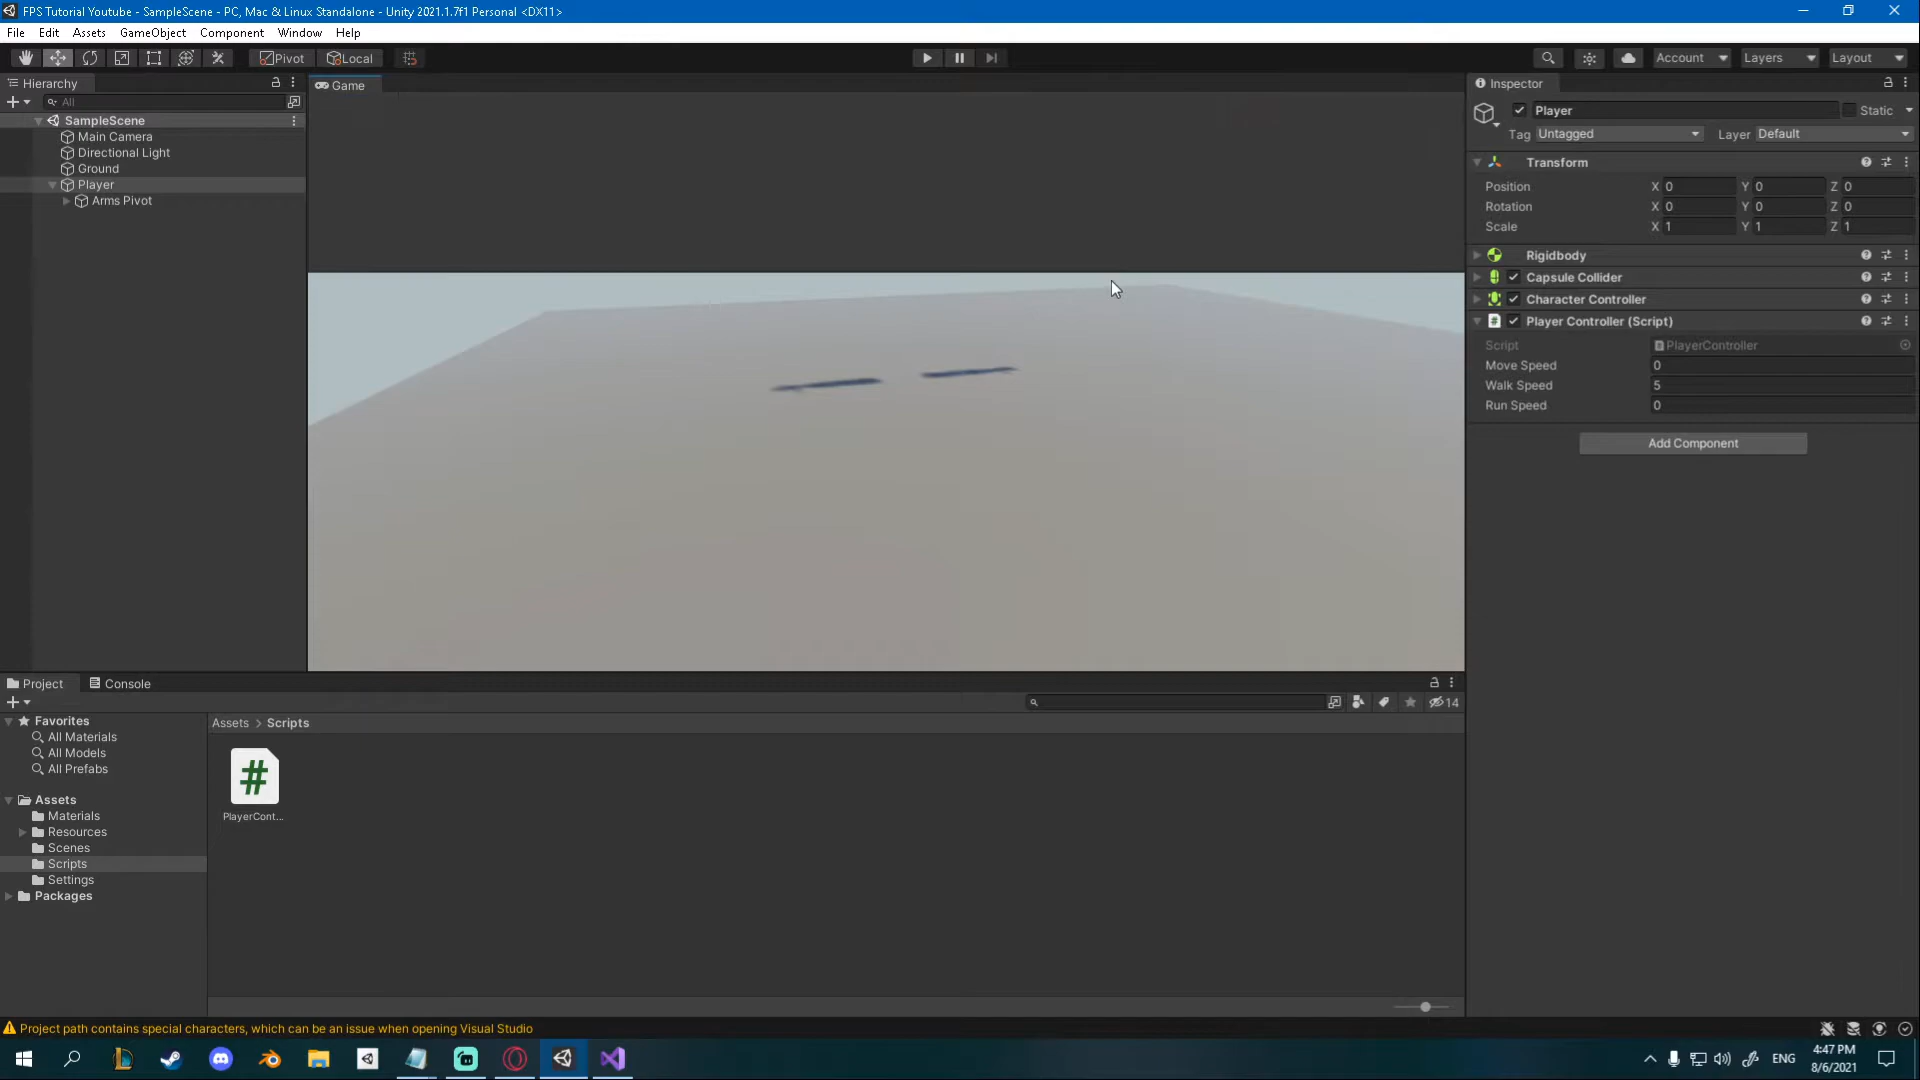 FPS Tutorial Youtube - SampleScene - PC, Mac & Linux Standalone - Unity 2021.1.7f1 Personal <DX11>
File Edit Assets GameObject Component Window Help
Pivot Local Account Layers Layout
Hierarchy
All
SampleScene
Main Camera
Directional Light
Ground
Player
Arms Pivot
Game
Inspector
Player Static
Tag Untagged Layer Default
Transform
Position X 0 Y 0 Z 0
Rotation X 0 Y 0 Z 0
Scale X 1 Y 1 Z 1
Rigidbody
Capsule Collider
Character Controller
# Player Controller (Script)
Script PlayerController
Move Speed 0
Walk Speed 5
Run Speed 0
Add Component
Project Console
14
Favorites
All Materials
All Models
All Prefabs
Assets
Materials
Resources
Scenes
Scripts
Settings
Packages
Assets > Scripts
#
PlayerCont...
Project path contains special characters, which can be an issue when opening Visual Studio
ENG
4:47 PM
8/6/2021